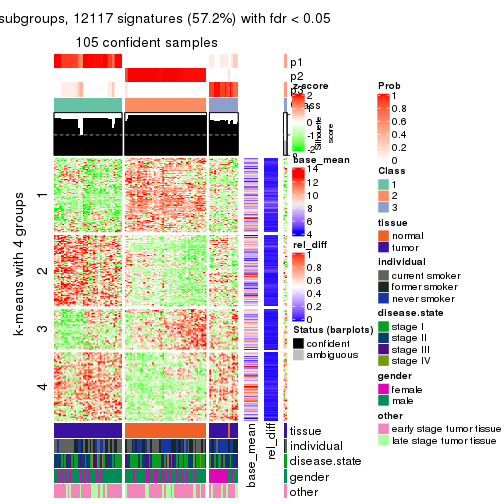 subgroups, 12117 signatures (57.2%) with fdr < 0.05
105 confident samples
p1
p2
p3
Class
Silhouette
score
k-means with 4 groups
1
2
3
4
base_mean
rel_diff
tissue
individual
disease.state
gender
other
z-score
2
-2
base_mean
14
12
10
8
6
4
rel_diff
1
0.8
0.6
0.4
0.2
0
Status (barplots)
confident
ambiguous
Prob
1
0.8
0.6
0.4
0.2
0
Class
1
2
3
tissue
normal
tumor
individual
current smoker
former smoker
never smoker
disease.state
stage I
stage II
stage III
stage IV
gender
female
male
other
early stage tumor tissue
late stage tumor tissue